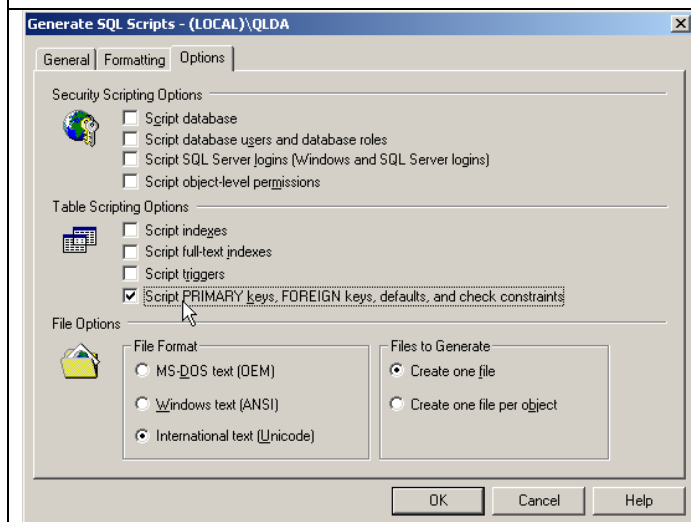 Generate SQL Scripts - (LOCAL)\QLDA
General Formatting Options
Security Scripting Options
Script database
Script database users and database roles
Script SQL Server logins (Windows and SQL Server logins)
Script object-level permissions
Table Scripting Options
Script indexes
Script full-text indexes
Script triggers
Script PRIMARY keys, FOREIGN keys, defaults, and check constraints
File Options
File Format
MS-DOS text (OEM)
Windows text (ANSI)
International text (Unicode)
Files to Generate
Create one file
Create one file per object
OK Cancel Help